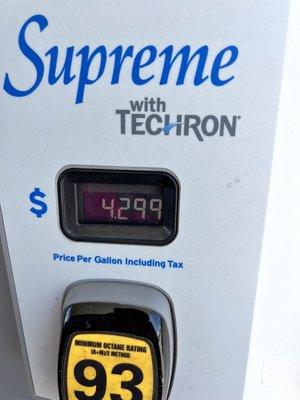 Supreme
with
TECHRON
$ 4.299
Price Per Gallon Including Tax
MINIMUM OCTANE RATING
(R+M)/2 METHOD
93